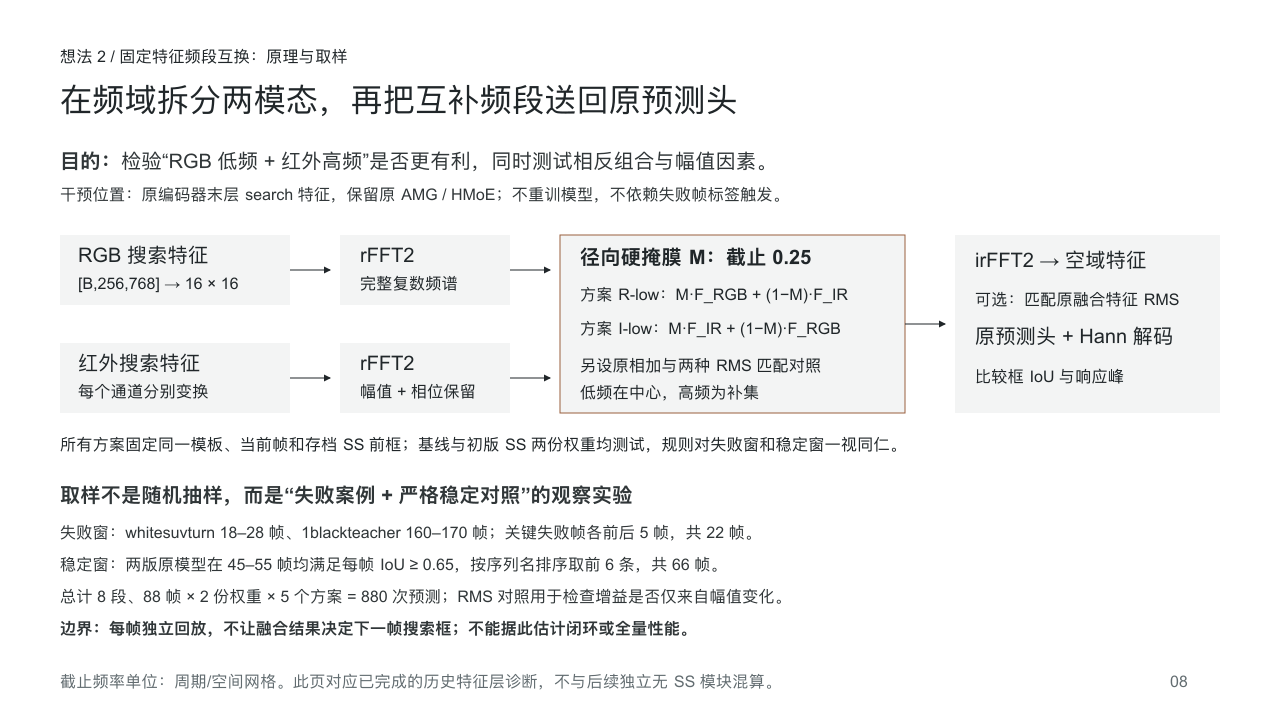 想法 2 / 固定特征频段互换：原理与取样
在频域拆分两模态，再把互补频段送回原预测头
目的：检验“RGB 低频 + 红外高频”是否更有利，同时测试相反组合与幅值因素。
干预位置：原编码器末层 search 特征，保留原 AMG / HMoE；不重训模型，不依赖失败帧标签触发。
RGB 搜索特征
[B,256,768] → 16 × 16
rFFT2
完整复数频谱
红外搜索特征
每个通道分别变换
rFFT2
幅值 + 相位保留
径向硬掩膜 M：截止 0.25
方案 R-low：M·F_RGB + (1−M)·F_IR
方案 I-low：M·F_IR + (1−M)·F_RGB
另设原相加与两种 RMS 匹配对照
低频在中心，高频为补集
irFFT2 → 空域特征
可选：匹配原融合特征 RMS
原预测头 + Hann 解码
比较框 IoU 与响应峰
所有方案固定同一模板、当前帧和存档 SS 前框；基线与初版 SS 两份权重均测试，规则对失败窗和稳定窗一视同仁。
取样不是随机抽样，而是“失败案例 + 严格稳定对照”的观察实验
失败窗：whitesuvturn 18–28 帧、1blackteacher 160–170 帧；关键失败帧各前后 5 帧，共 22 帧。
稳定窗：两版原模型在 45–55 帧均满足每帧 IoU ≥ 0.65，按序列名排序取前 6 条，共 66 帧。
总计 8 段、88 帧 × 2 份权重 × 5 个方案 = 880 次预测；RMS 对照用于检查增益是否仅来自幅值变化。
边界：每帧独立回放，不让融合结果决定下一帧搜索框；不能据此估计闭环或全量性能。
截止频率单位：周期/空间网格。此页对应已完成的历史特征层诊断，不与后续独立无 SS 模块混算。
08